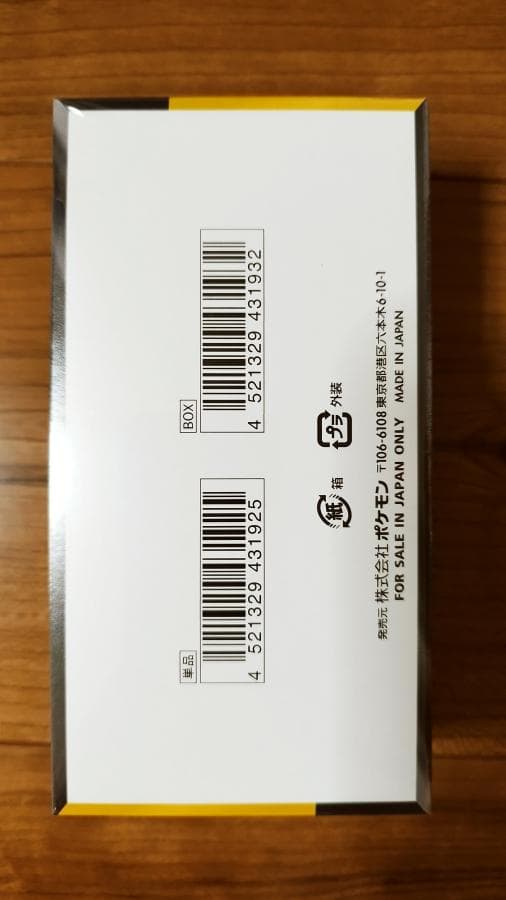 単品
4 521329 431925
BOX
4 521329 431932
紙 箱
プラ 外装
発売元 株式会社 ポケモン 〒106-6108 東京都港区六本木6-10-1
FOR SALE IN JAPAN ONLY MADE IN JAPAN